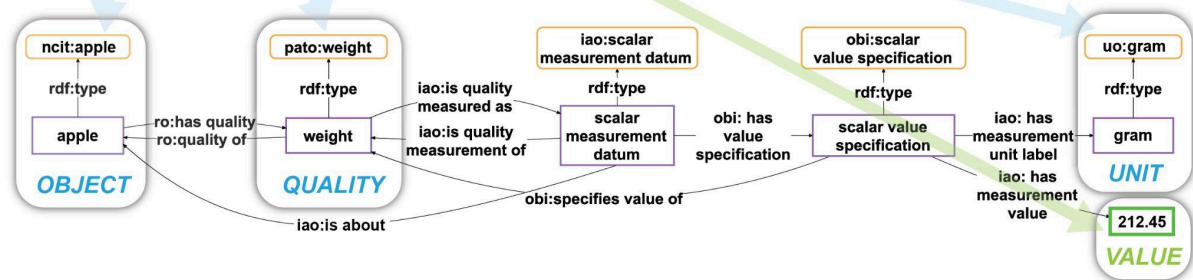 ncit:apple
rdf:type
apple
OBJECT
ro:has quality
ro:quality of
pato:weight
rdf:type
weight
QUALITY
iao:is quality
measured as
iao:is quality
measurement of
iao:is about
iao:scalar
measurement datum
rdf:type
scalar
measurement
datum
obi: has
value
specification
obi:specifies value of
obi:scalar
value specification
rdf:type
scalar value
specification
iao: has
measurement
unit label
iao: has
measurement
value
uo:gram
rdf:type
gram
UNIT
212.45
VALUE